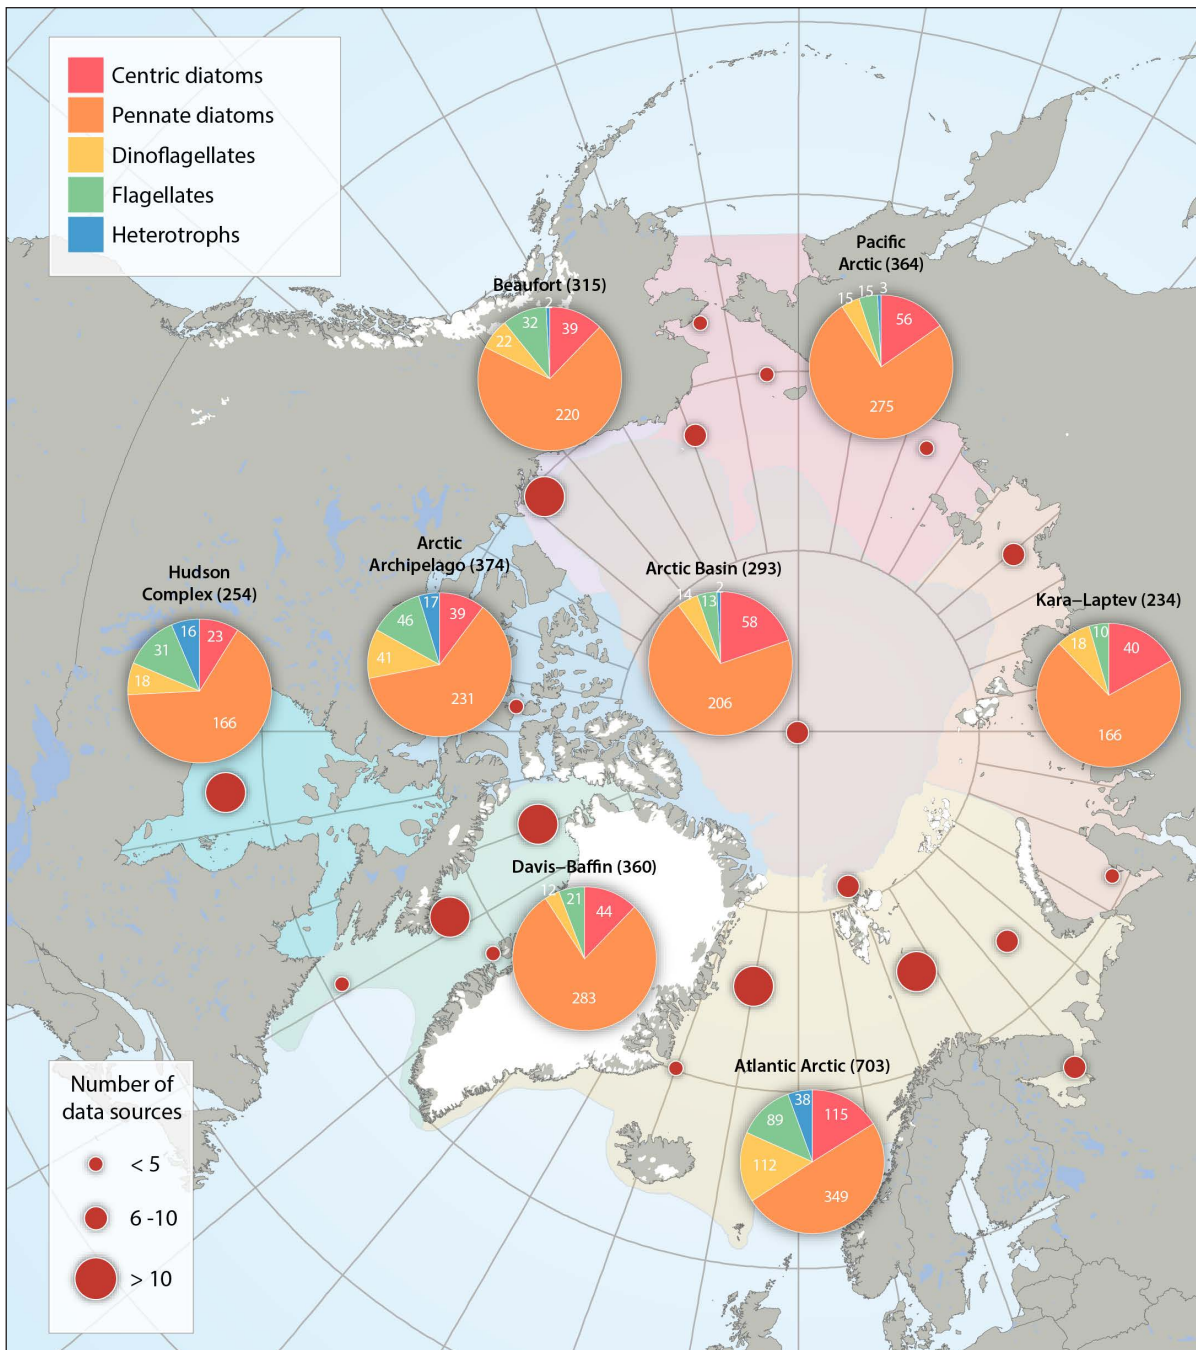 Centric diatoms
Pennate diatoms
Dinoflagellates
Flagellates
Heterotrophs
Pacific
Arctic (364)
15
15
3
56
275
Beaufort (315)
2
32
39
22
220
Arctic
Archipelago (374)
17
39
46
41
231
Hudson
Complex (254)
16
23
31
18
166
Arctic Basin (293)
2
14
13
58
206
Kara–Laptev (234)
10
18
40
166
Davis–Baffin (360)
12
21
44
283
Atlantic Arctic (703)
38
115
89
112
349
Number of
data sources
< 5
6 -10
> 10